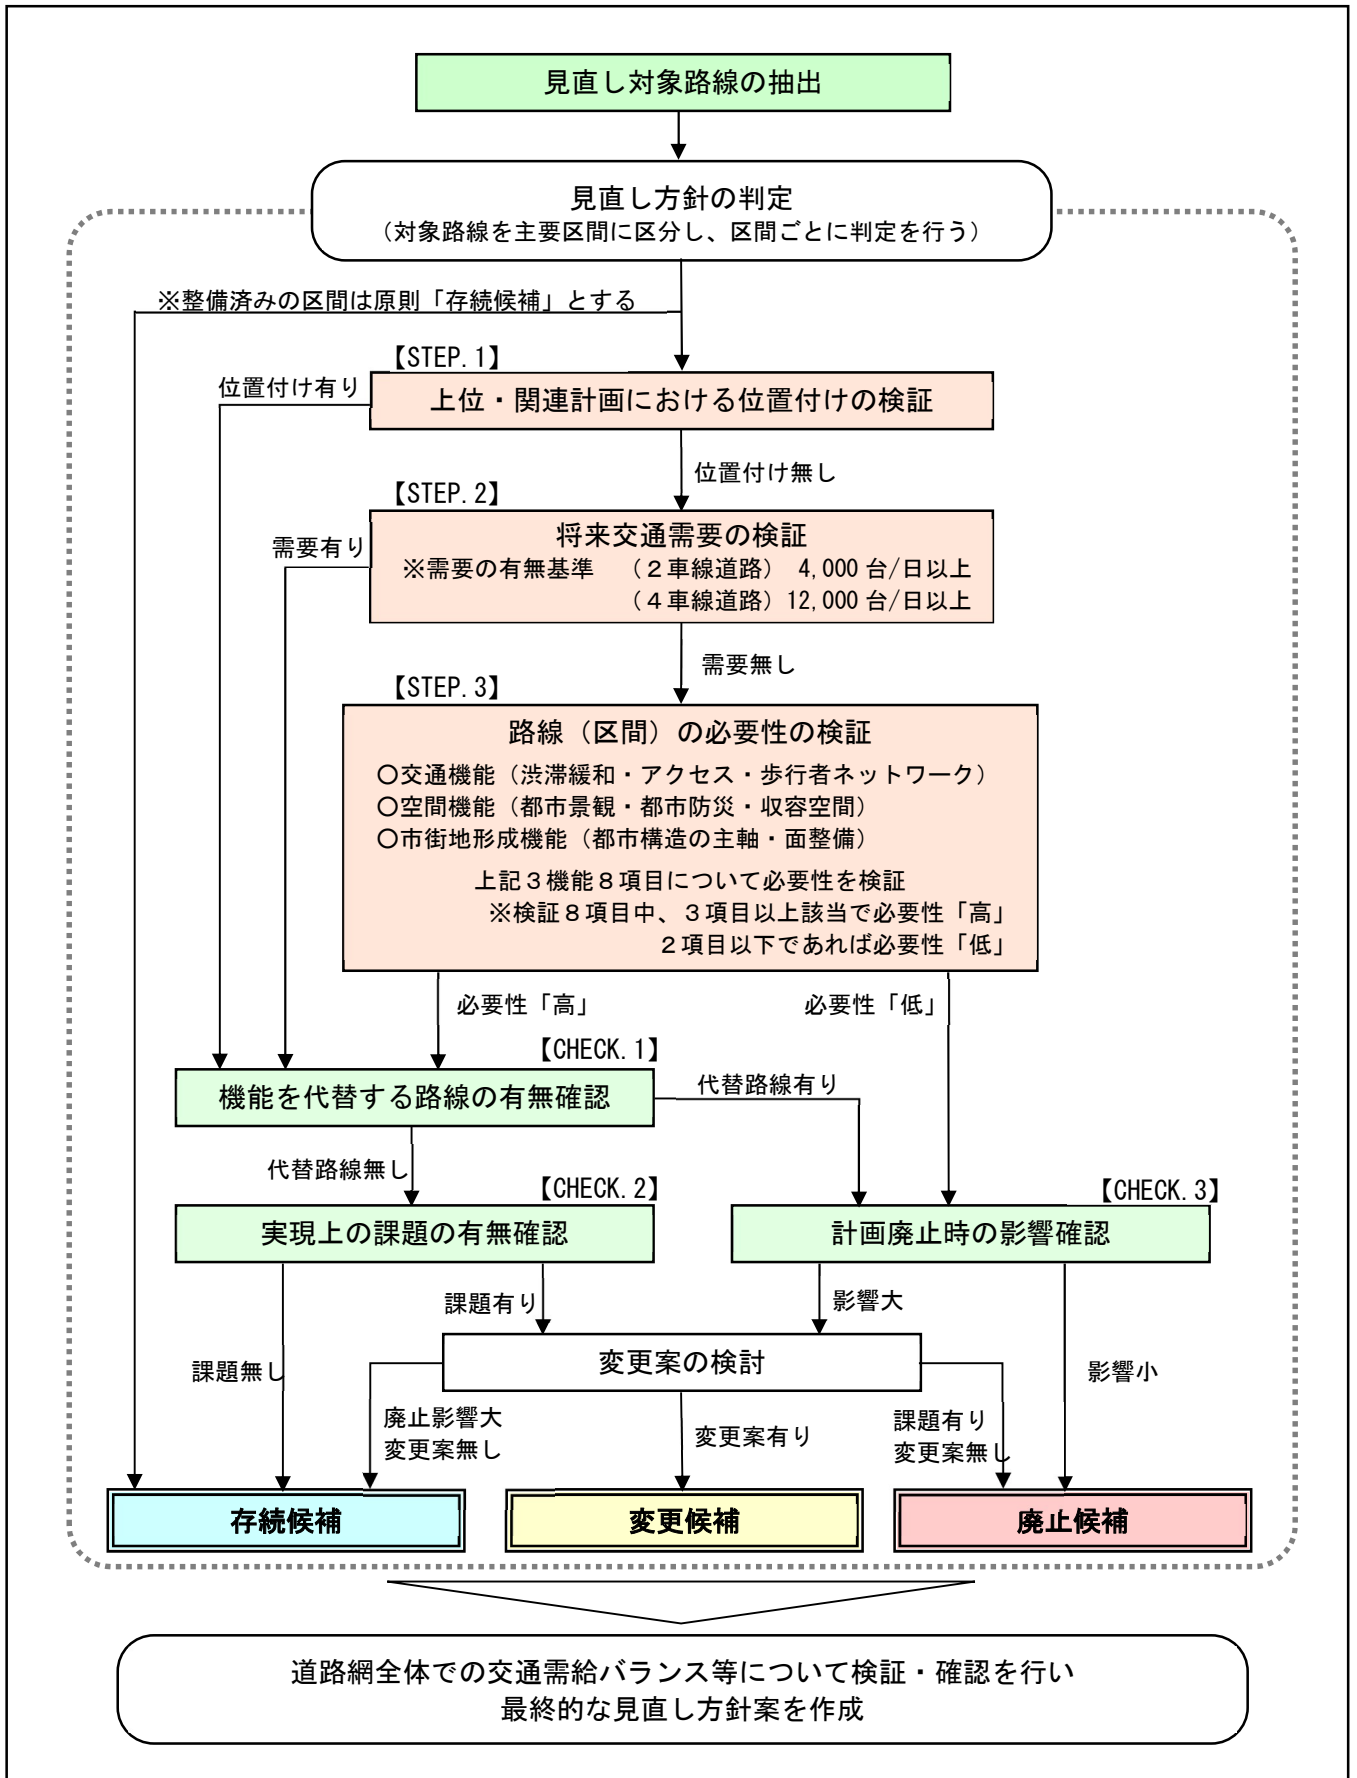 見直し対象路線の抽出
見直し方針の判定
（対象路線を主要区間に区分し、区間ごとに判定を行う）
※整備済みの区間は原則「存続候補」とする
【STEP.1】
位置付け有り
上位・関連計画における位置付けの検証
位置付け無し
【STEP.2】
需要有り
将来交通需要の検証
※需要の有無基準　（２車線道路） 4,000台/日以上
（４車線道路）12,000台/日以上
需要無し
【STEP.3】
路線（区間）の必要性の検証
○交通機能（渋滞緩和・アクセス・歩行者ネットワーク）
○空間機能（都市景観・都市防災・収容空間）
○市街地形成機能（都市構造の主軸・面整備）
上記３機能８項目について必要性を検証
※検証８項目中、３項目以上該当で必要性「高」
２項目以下であれば必要性「低」
必要性「高」
必要性「低」
【CHECK.1】
機能を代替する路線の有無確認
代替路線有り
代替路線無し
【CHECK.2】
【CHECK.3】
実現上の課題の有無確認
計画廃止時の影響確認
課題有り
影響大
変更案の検討
課題無し
影響小
廃止影響大
変更案無し
変更案有り
課題有り
変更案無し
存続候補
変更候補
廃止候補
道路網全体での交通需給バランス等について検証・確認を行い
最終的な見直し方針案を作成